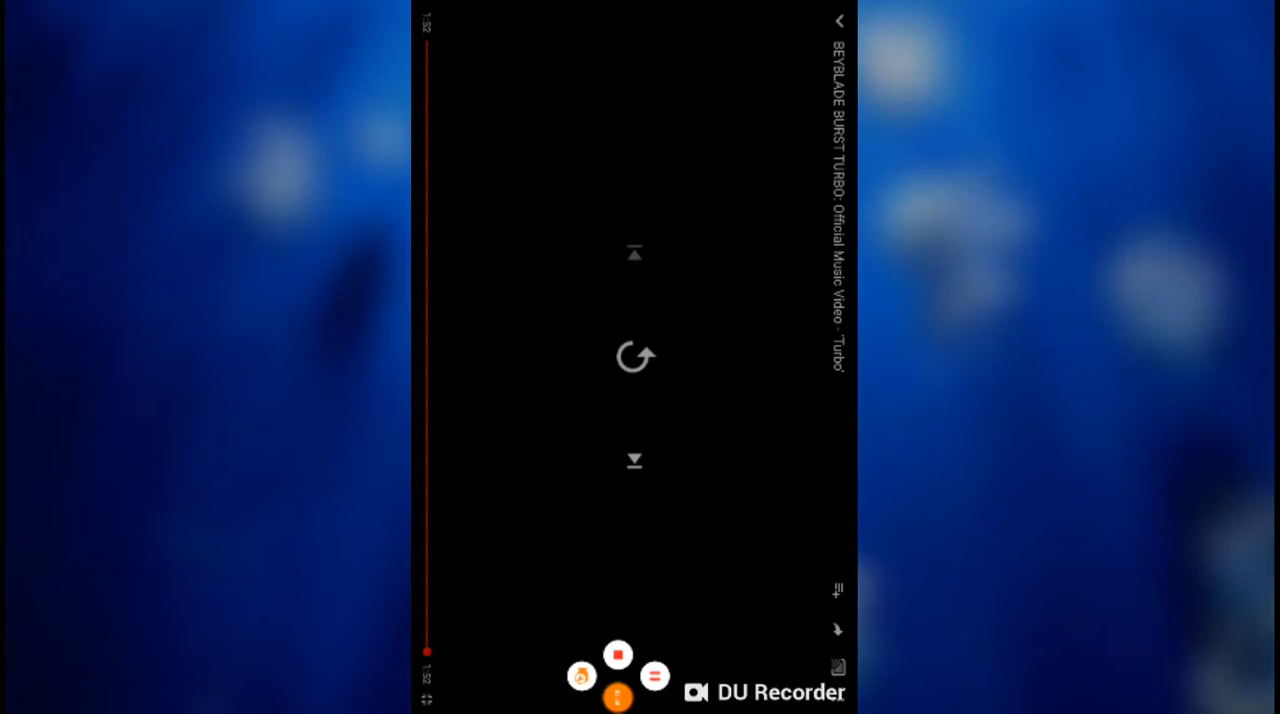 BEYBLADE BURST TURBO: Official Music Video - 'Turbo'
1:52
1:52
DU Recorder